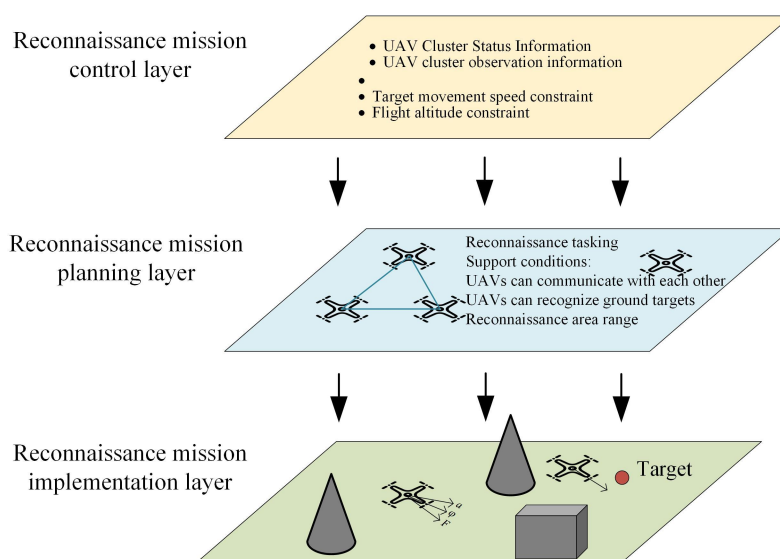 Reconnaissance mission
control layer
● UAV Cluster Status Information
● UAV cluster observation information
●
● Target movement speed constraint
● Flight altitude constraint
Reconnaissance mission
planning layer
Reconnaissance tasking
Support conditions:
UAVs can communicate with each other
UAVs can recognize ground targets
Reconnaissance area range
Reconnaissance mission
implementation layer
Target
α
φ
F